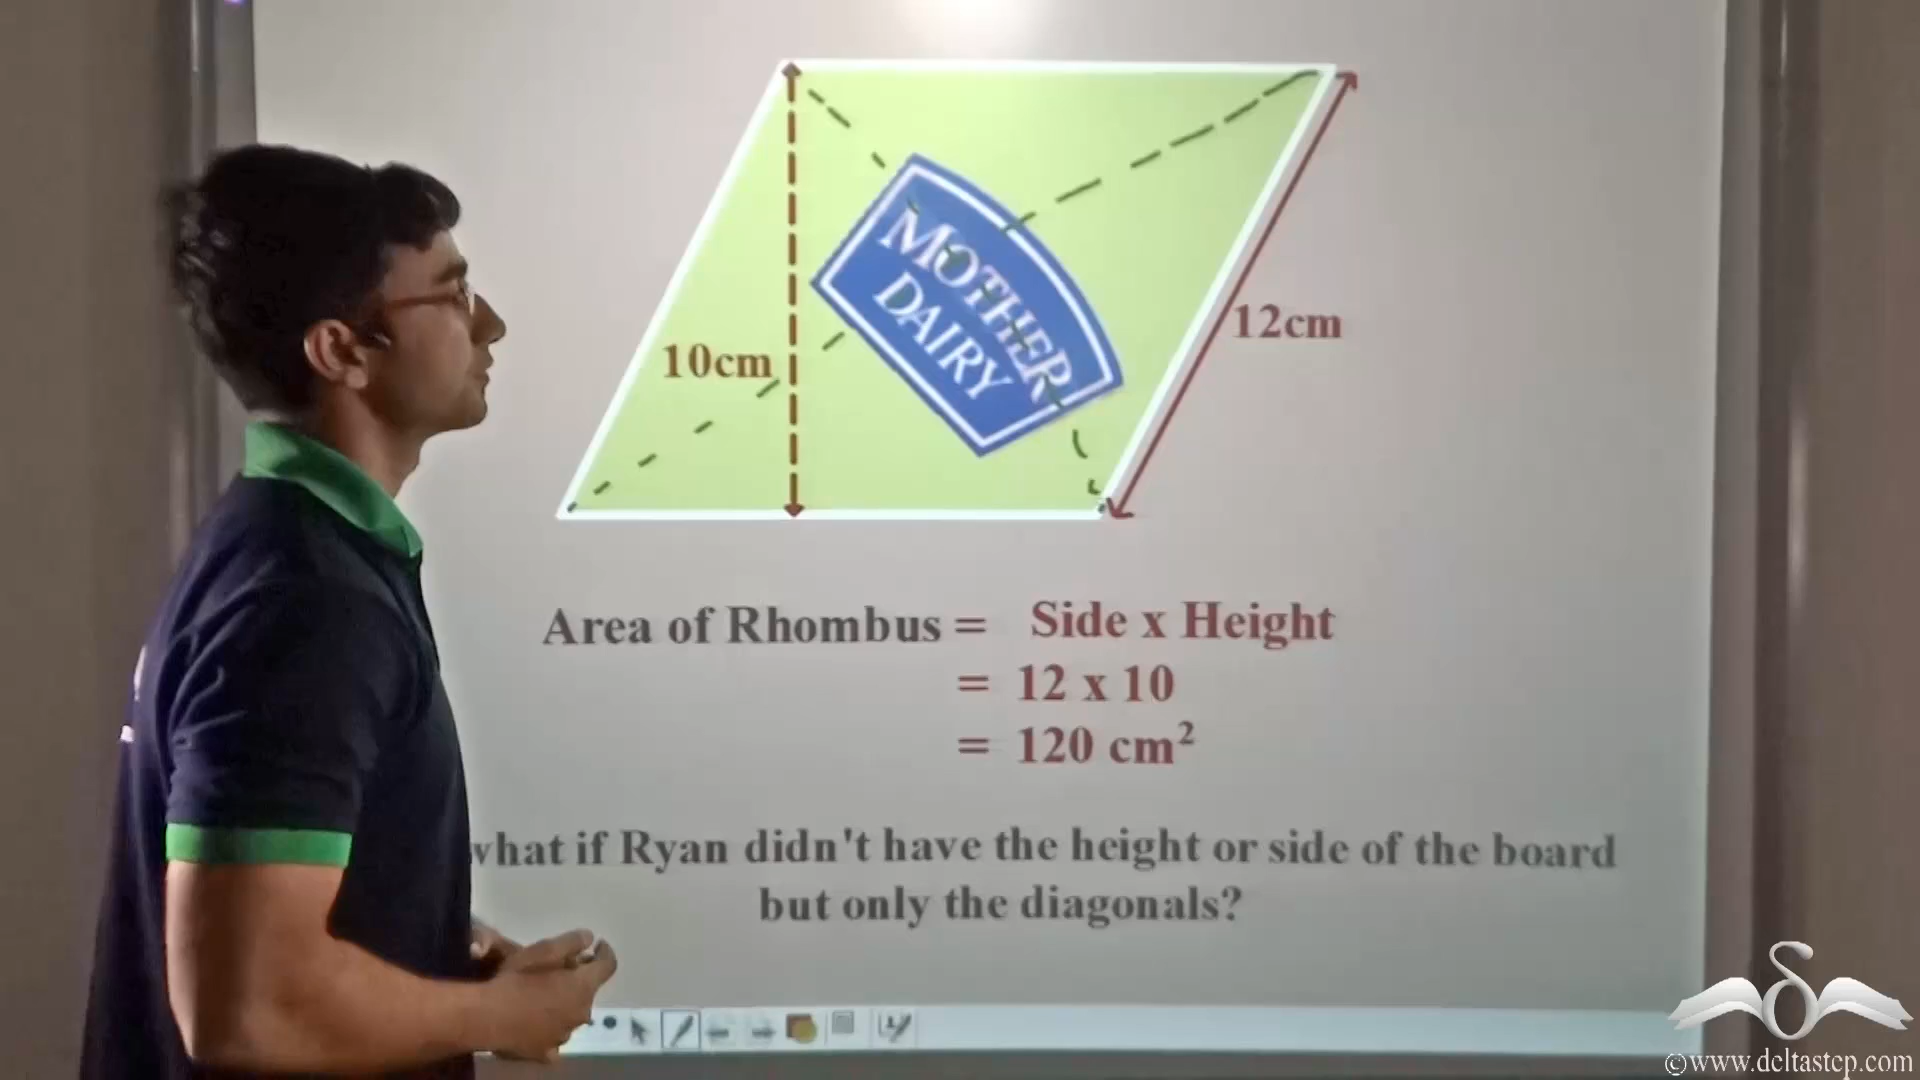 MOTHER
DAIRY
10cm
12cm
Area of Rhombus = Side x Height
= 12 x 10
= 120 cm²
what if Ryan didn't have the height or side of the board
but only the diagonals?
©www.deltastep.com